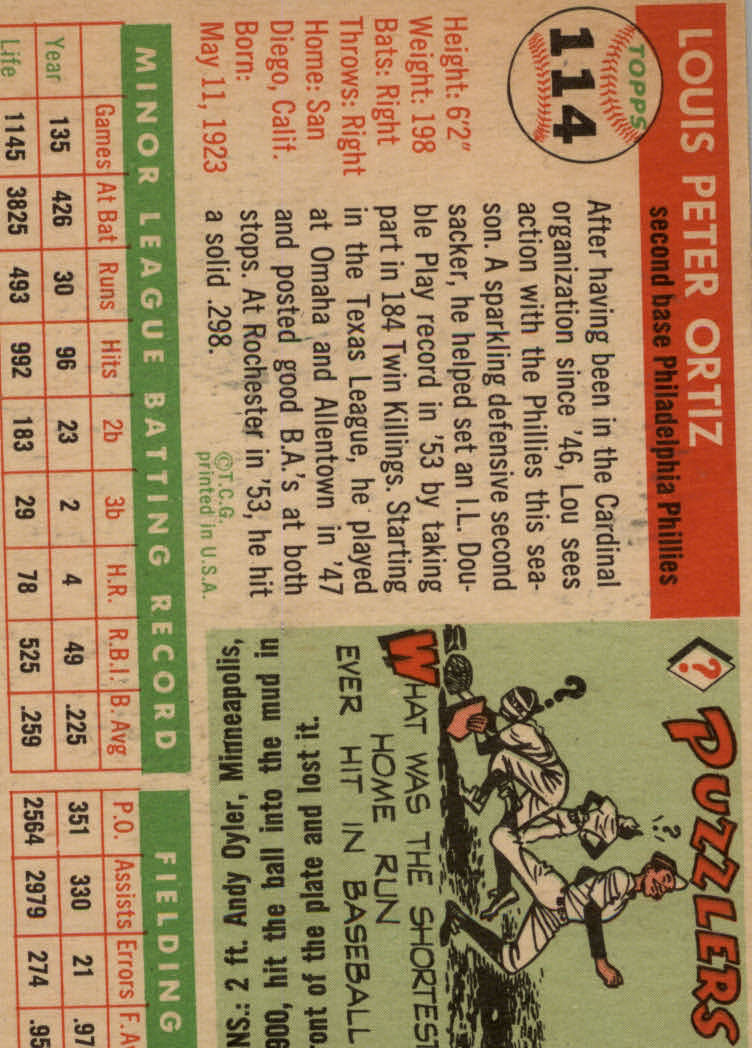 LOUIS PETER ORTIZ
second base Philadelphia Phillies
TOPPS
114
Height: 6'2"
Weight: 198
Bats: Right
Throws: Right
Home: San
Diego, Calif.
Born:
May 11, 1923
After having been in the Cardinal
organization since '46, Lou sees
action with the Phillies this sea-
son. A sparkling defensive second
sacker, he helped set an I.L. Dou-
ble Play record in '53 by taking
part in 184 Twin Killings. Starting
in the Texas League, he played
at Omaha and Allentown in '47
and posted good B.A.'s at both
stops. At Rochester in '53, he hit
a solid .298.
©T.C.G.
printed in U.S.A.
? PUZZLERS
?
?
WHAT WAS THE SHORTEST
HOME RUN
EVER HIT IN BASEBALL
NS.: 2 ft. Andy Oyler, Minneapolis,
900, hit the ball into the mud in
ont of the plate and lost it.
MINOR LEAGUE BATTING RECORD
FIELDING
Games At Bat Runs Hits 2b 3b H.R. R.B.I. B. Avg P.O. Assists Errors F. Av
Year 135 426 30 96 23 2 4 49 .225 351 330 21 .97
Life 1145 3825 493 992 183 29 78 525 .259 2564 2979 274 .95